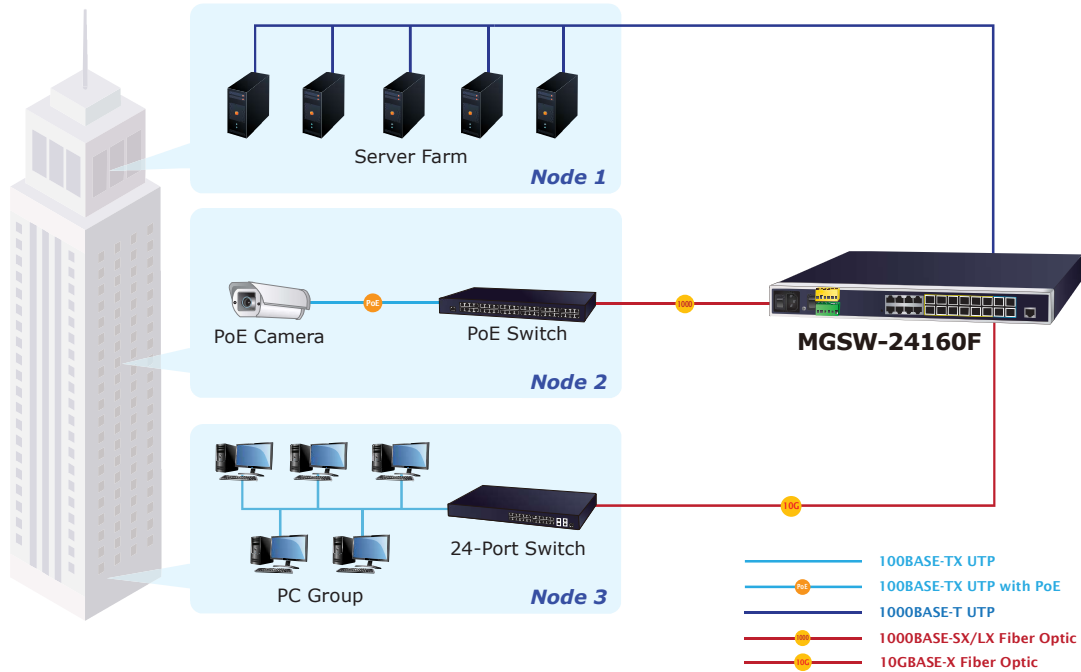 Server Farm
Node 1
PoE
1000
PoE Camera
PoE Switch
MGSW-24160F
Node 2
10G
24-Port Switch
PC Group
Node 3
100BASE-TX UTP
PoE
100BASE-TX UTP with PoE
1000BASE-T UTP
1000
1000BASE-SX/LX Fiber Optic
10G
10GBASE-X Fiber Optic